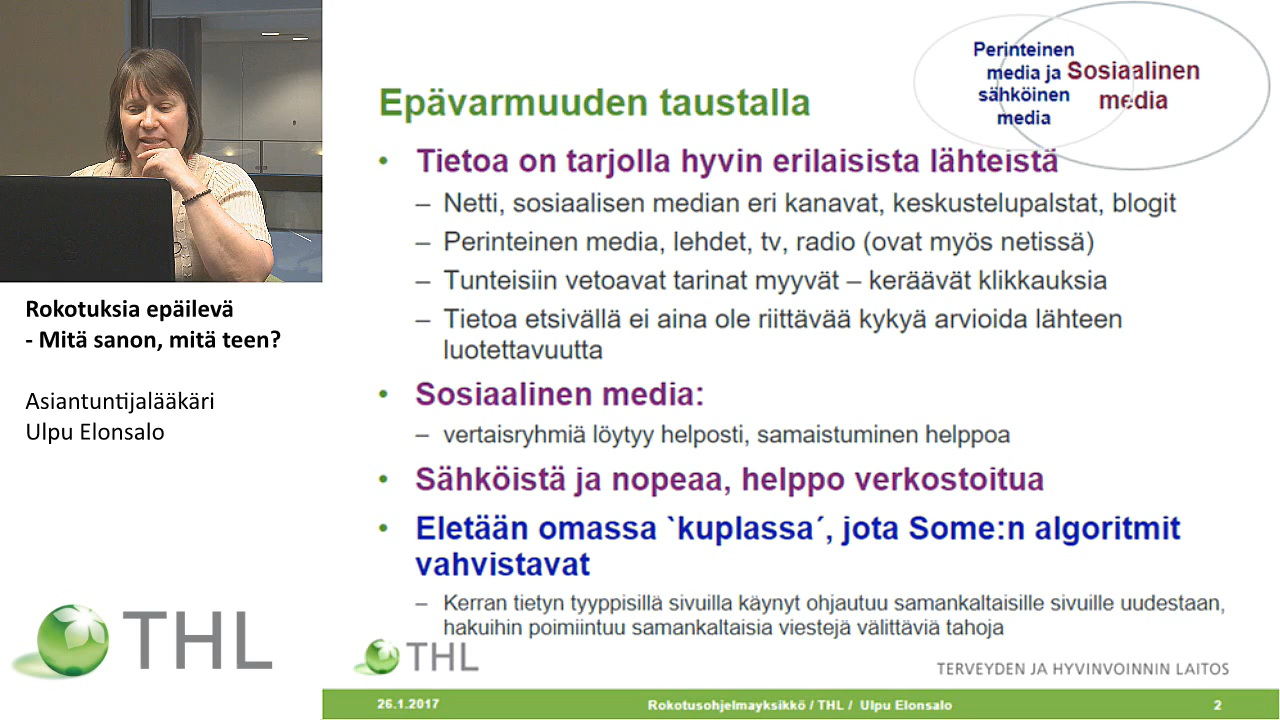 Rokotuksia epäilevä
- Mitä sanon, mitä teen?
Asiantuntijalääkäri
Ulpu Elonsalo
THL
Perinteinen
media ja
sähköinen
media
Sosiaalinen
media
Epävarmuuden taustalla
• Tietoa on tarjolla hyvin erilaisista lähteistä
– Netti, sosiaalisen median eri kanavat, keskustelupalstat, blogit
– Perinteinen media, lehdet, tv, radio (ovat myös netissä)
– Tunteisiin vetoavat tarinat myyvät – keräävät klikkauksia
– Tietoa etsivällä ei aina ole riittävää kykyä arvioida lähteen
luotettavuutta
• Sosiaalinen media:
– vertaisryhmiä löytyy helposti, samaistuminen helppoa
• Sähköistä ja nopeaa, helppo verkostoitua
• Eletään omassa `kuplassa´, jota Some:n algoritmit
vahvistavat
– Kerran tietyn tyyppisillä sivuilla käynyt ohjautuu samankaltaisille sivuille uudestaan,
hakuihin poimiintuu samankaltaisia viestejä välittäviä tahoja
THL
TERVEYDEN JA HYVINVOINNIN LAITOS
26.1.2017
Rokotusohjelmayksikkö / THL / Ulpu Elonsalo
2